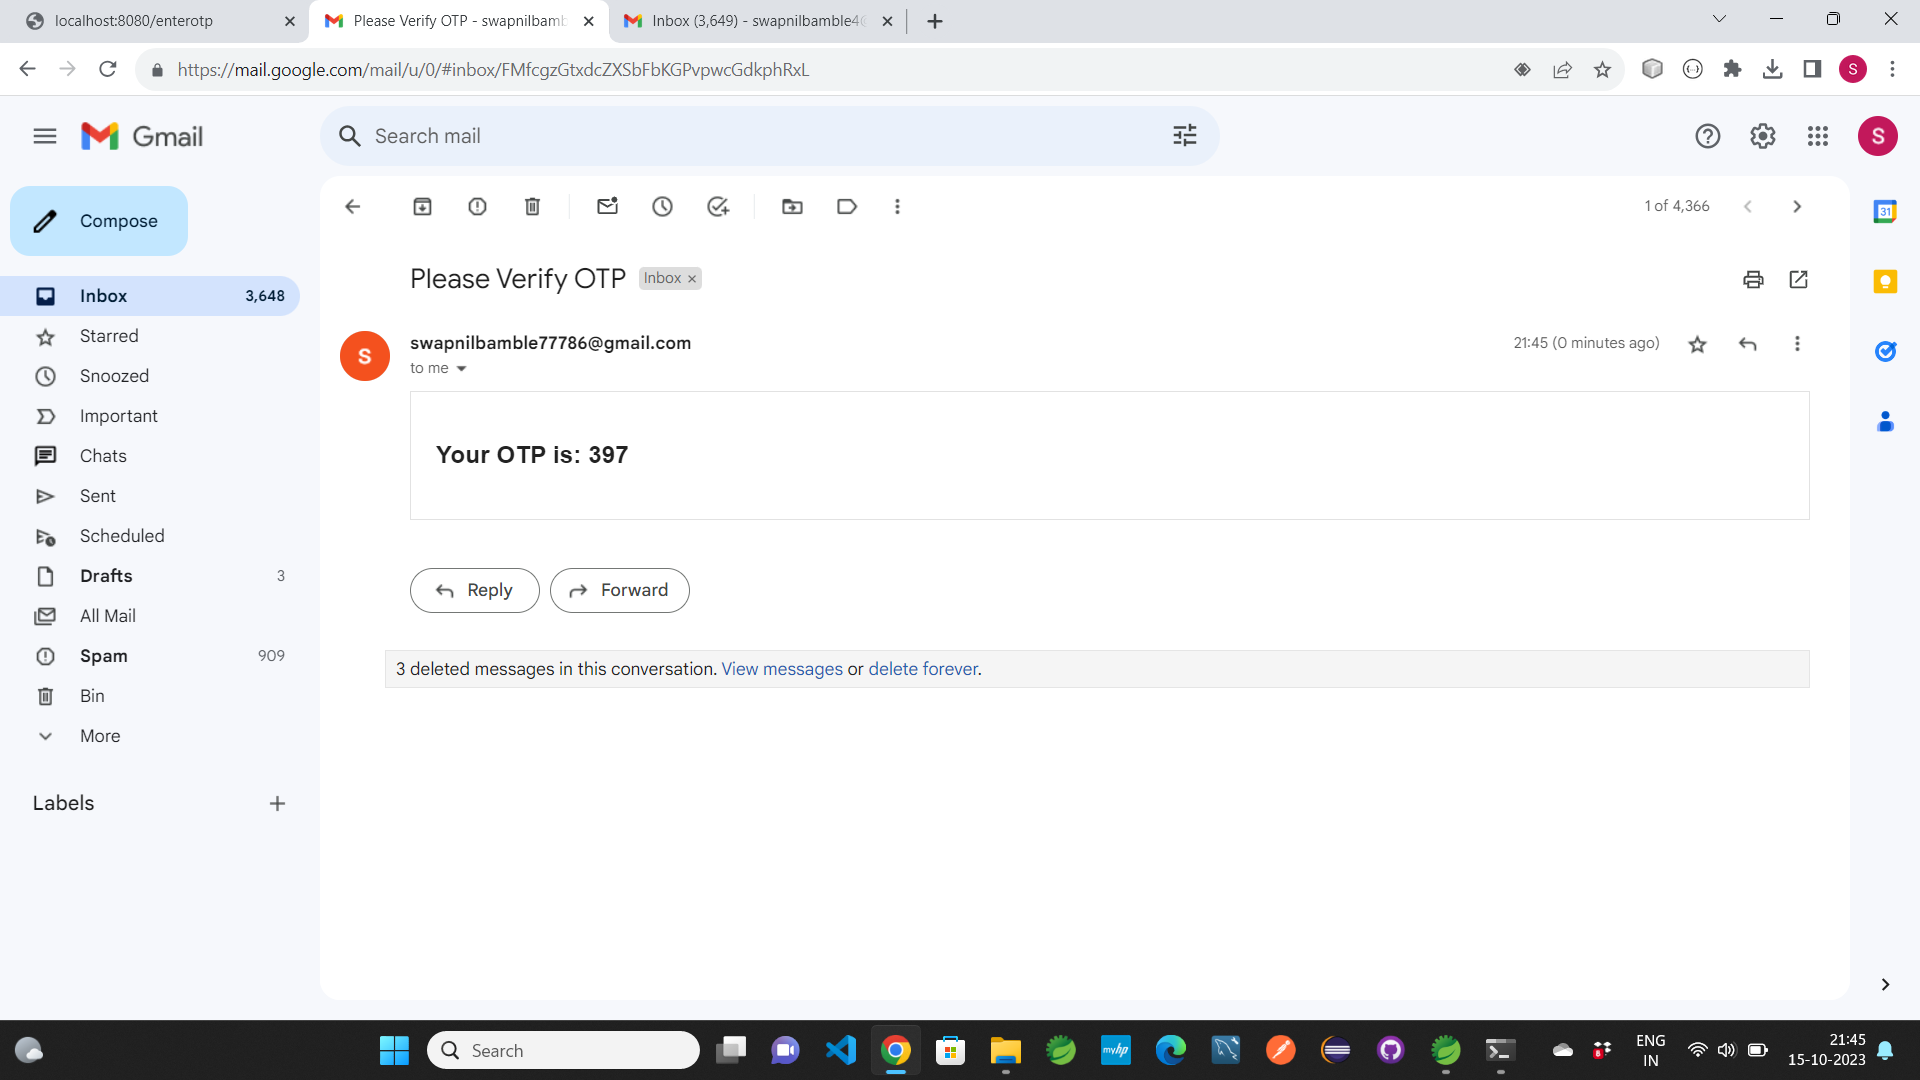 localhost:8080/enterotp
Please Verify OTP - swapnilbamb
Inbox (3,649) - swapnilbamble4
https://mail.google.com/mail/u/0/#inbox/FMfcgzGtxdcZXSbFbKGPvpwcGdkphRxL
S
Gmail
Search mail
S
Compose
1 of 4,366
31
Please Verify OTP
Inbox ×
Inbox 3,648
Starred
S
swapnilbamble77786@gmail.com
21:45 (0 minutes ago)
to me
Snoozed
Important
Your OTP is: 397
Chats
Sent
Scheduled
Drafts 3
Reply
Forward
All Mail
Spam 909
3 deleted messages in this conversation. View messages or delete forever.
Bin
More
Labels
Search
myhp
8
ENG
IN
21:45
15-10-2023